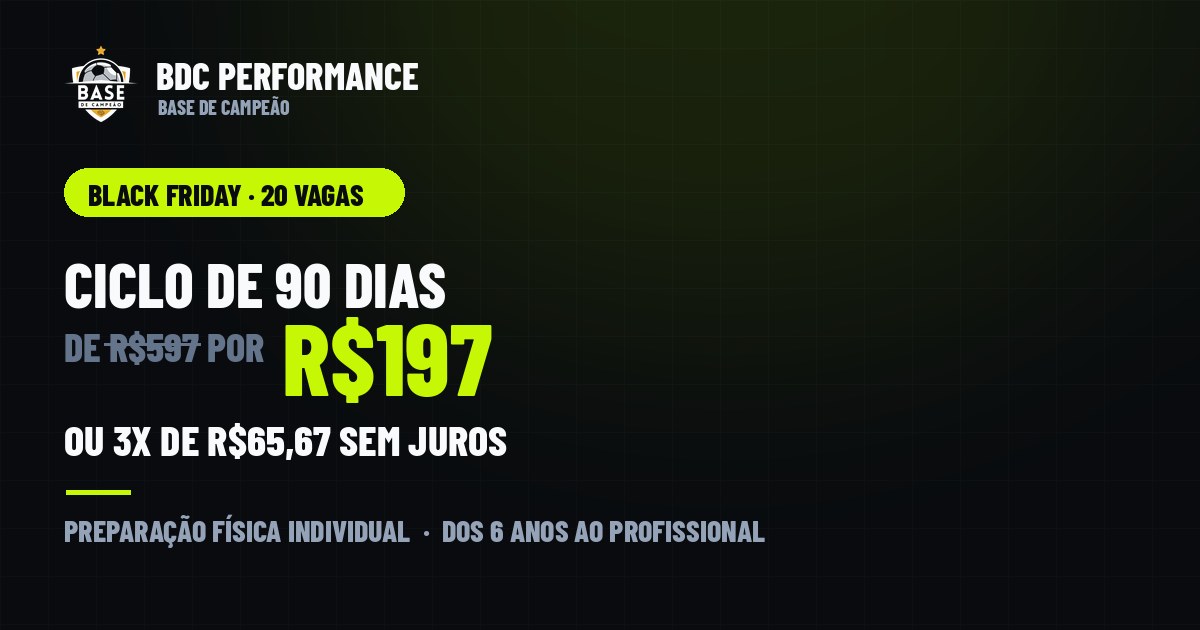 BASE
DE CAMPEÃO
BDC PERFORMANCE
BASE DE CAMPEÃO
BLACK FRIDAY · 20 VAGAS
CICLO DE 90 DIAS
DE R$597 POR R$197
OU 3X DE R$65,67 SEM JUROS
PREPARAÇÃO FÍSICA INDIVIDUAL · DOS 6 ANOS AO PROFISSIONAL